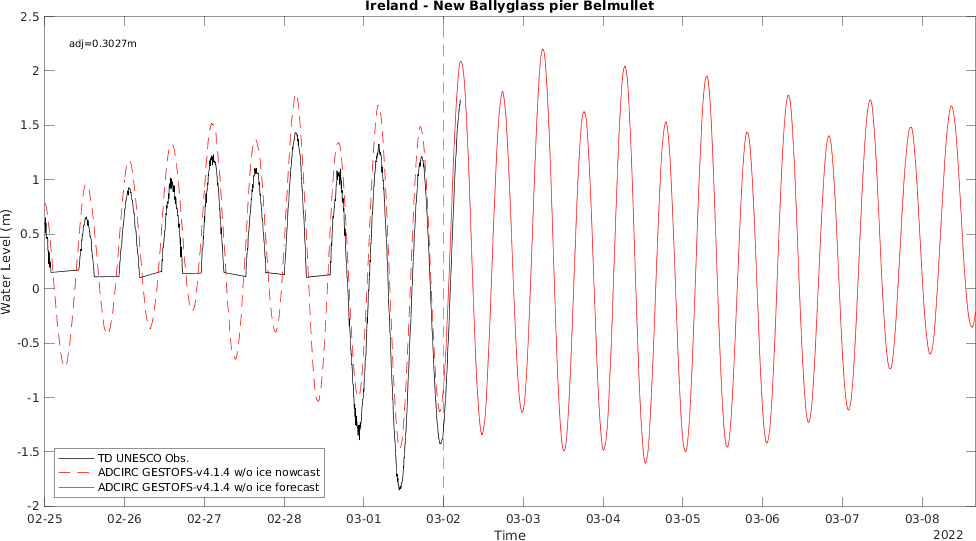 Ireland - New Ballyglass pier Belmullet
adj=0.3027m
2.5
2
1.5
1
0.5
0
-0.5
-1
-1.5
-2
Water Level (m)
TD UNESCO Obs.
ADCIRC GESTOFS-v4.1.4 w/o ice nowcast
ADCIRC GESTOFS-v4.1.4 w/o ice forecast
02-25 02-26 02-27 02-28 03-01 03-02 03-03 03-04 03-05 03-06 03-07 03-08
Time
2022